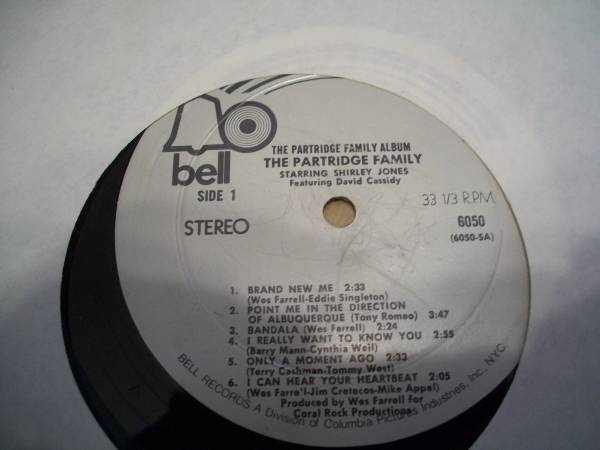 THE PARTRIDGE FAMILY ALBUM
THE PARTRIDGE FAMILY
STARRING SHIRLEY JONES
Featuring David Cassidy
bell
SIDE 1
33 1/3 R.P.M.
STEREO
6050
(6050-SA)
1. BRAND NEW ME 2:33
(Wes Farrell-Eddie Singleton)
2. POINT ME IN THE DIRECTION
OF ALBUQUERQUE (Tony Romeo) 3:47
3. BANDALA (Wes Farrell) 2:24
4. I REALLY WANT TO KNOW YOU 2:55
(Barry Mann-Cynthia Weil)
5. ONLY A MOMENT AGO 2:33
(Terry Cashman-Tommy West)
6. I CAN HEAR YOUR HEARTBEAT 2:05
(Wes Farre'l-Jim Cretecos-Mike Appel)
Produced by Wes Farrell for
Coral Rock Productions
BELL RECORDS A Division of Columbia Pictures Industries, Inc. N.Y.C.